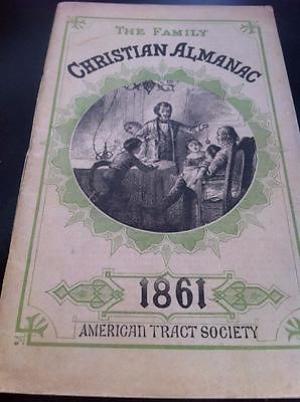 THE FAMILY
CHRISTIAN ALMANAC
1861
AMERICAN TRACT SOCIETY